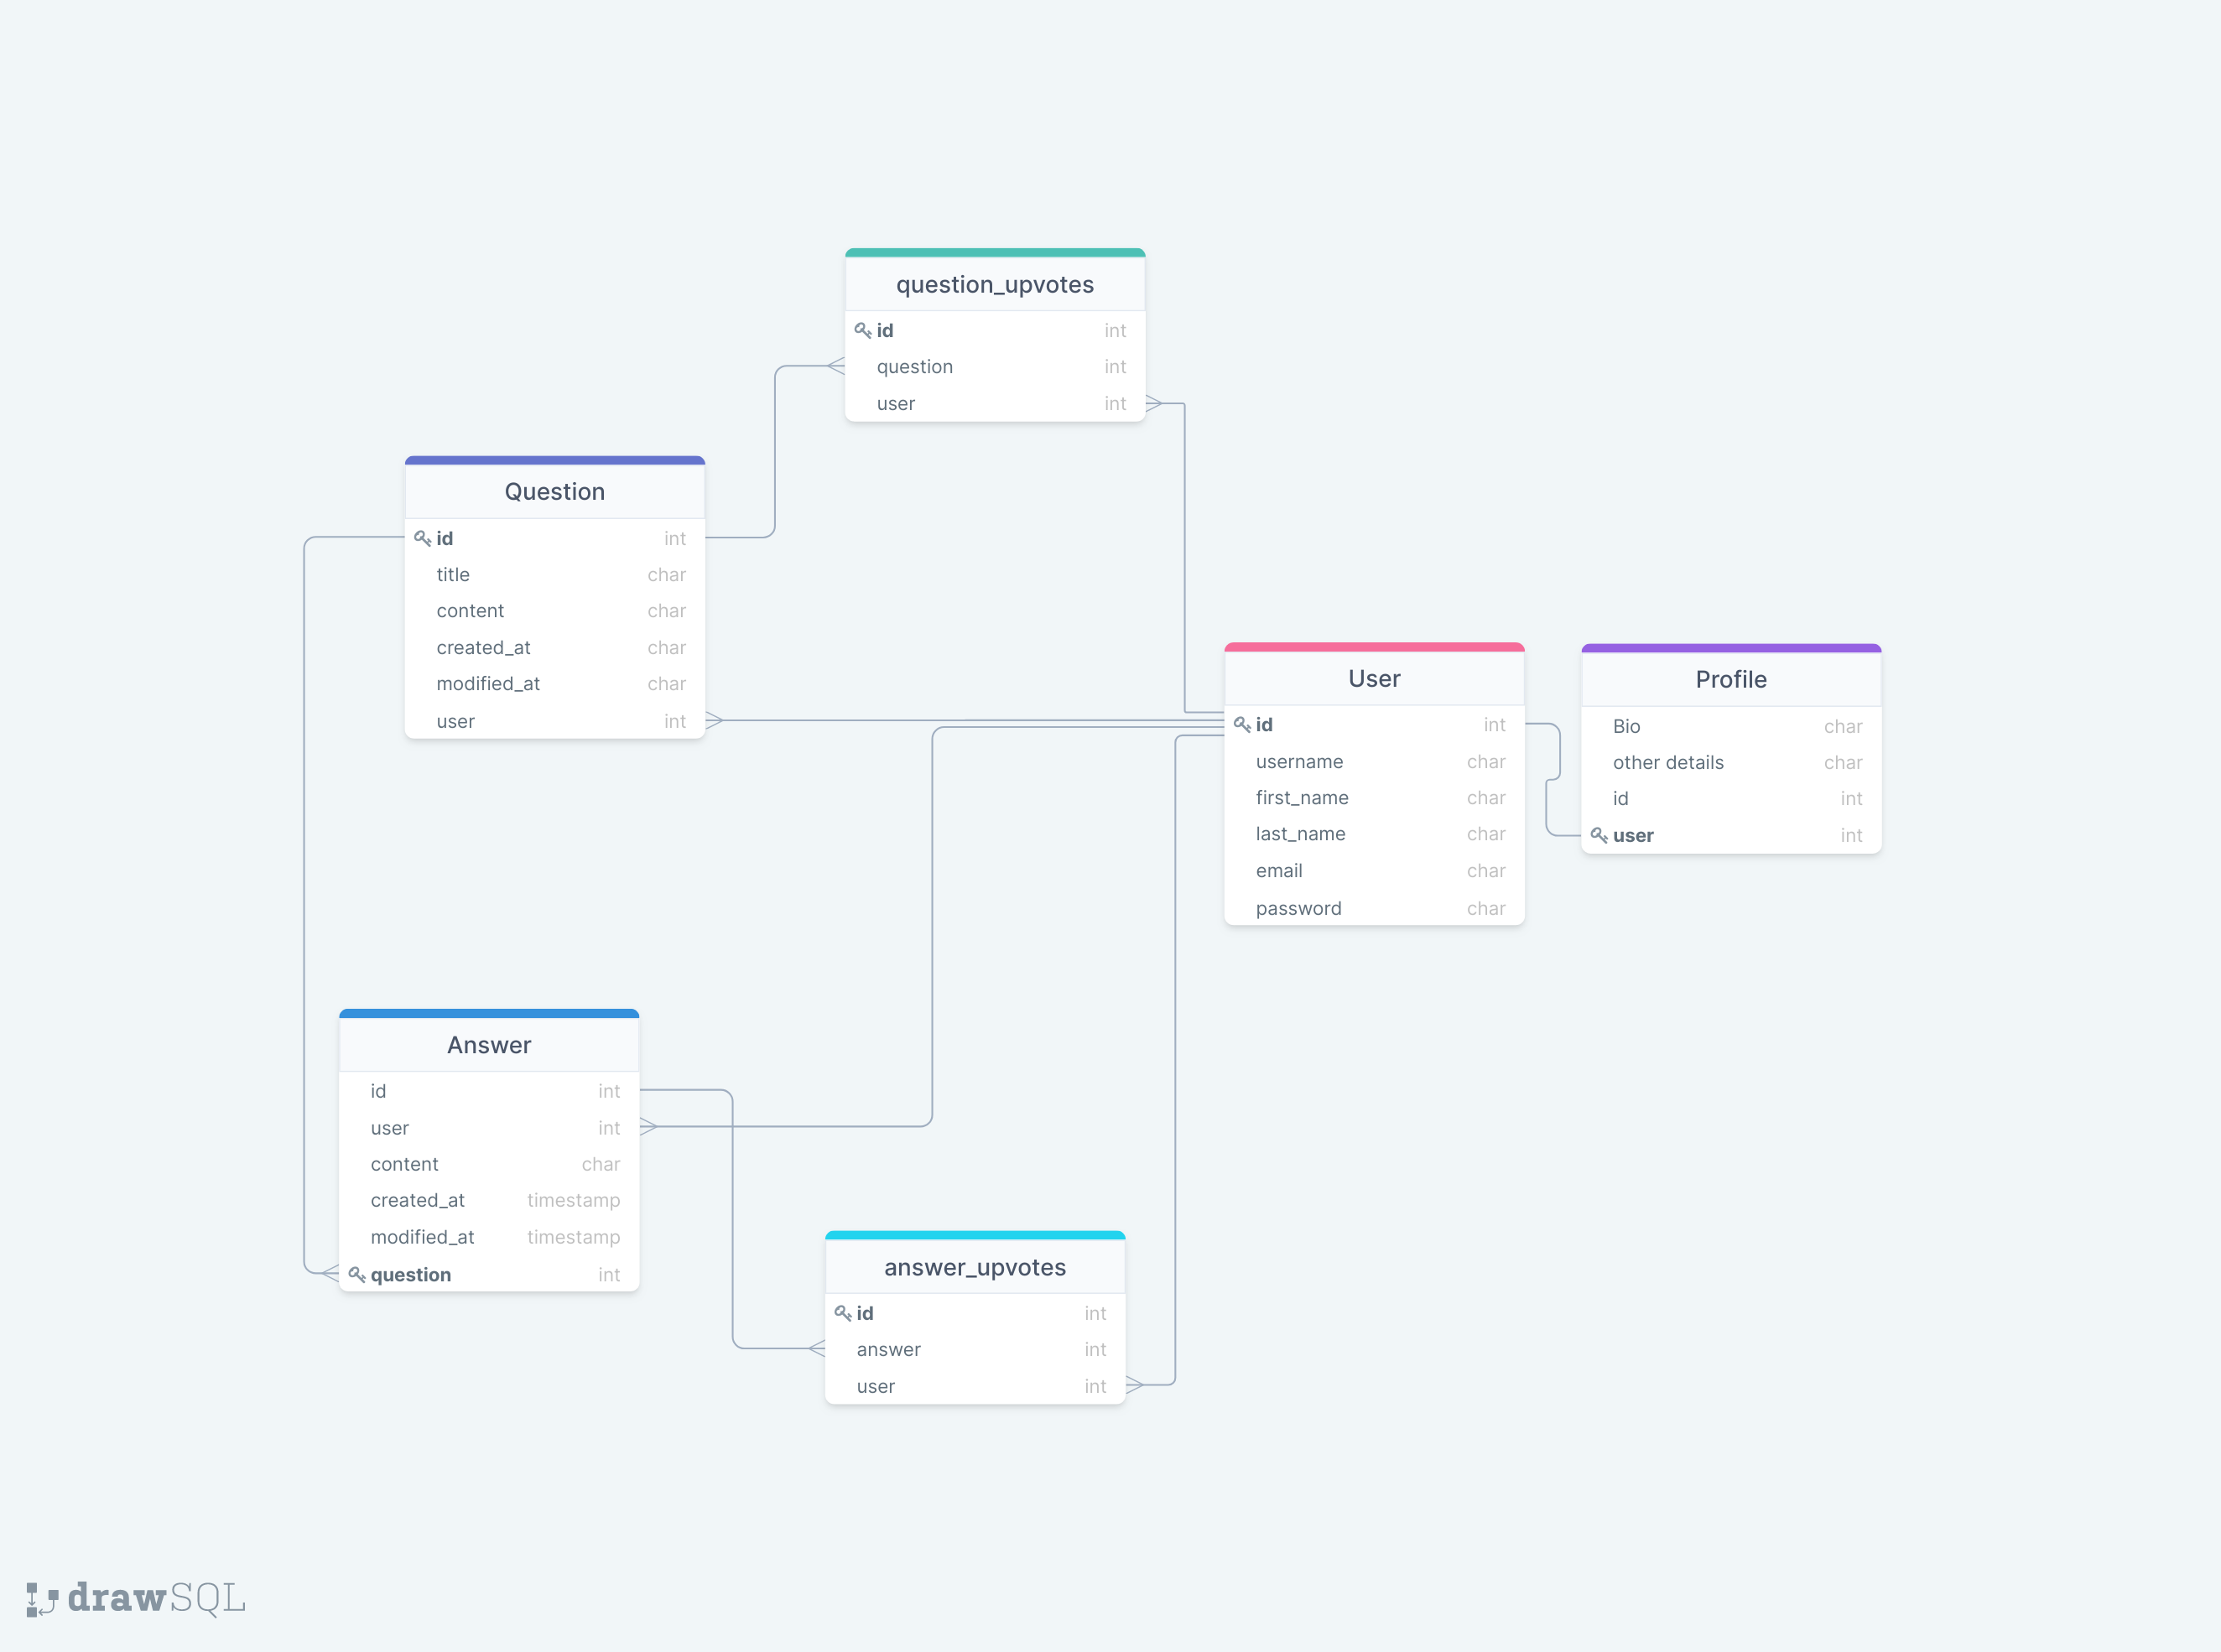 question_upvotes
id int
question int
user int
Question
id int
title char
content char
created_at char
modified_at char
user int
User
id int
username char
first_name char
last_name char
email char
password char
Profile
Bio char
other details char
id int
user int
Answer
id int
user int
content char
created_at timestamp
modified_at timestamp
question int
answer_upvotes
id int
answer int
user int
drawSQL